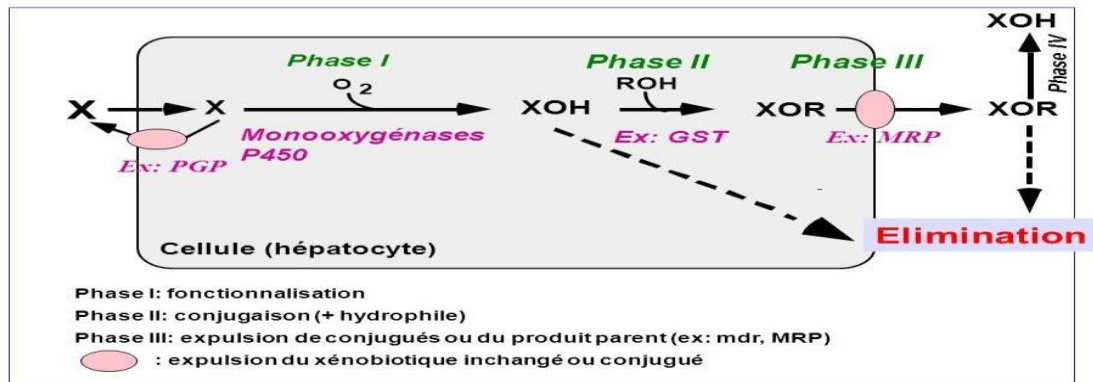 XOH
Phase I
Phase II
Phase III
Phase IV
O 2
ROH
X
X
XOH
XOR
XOR
Monooxygénases
P450
Ex: GST
Ex: MRP
Ex: PGP
Elimination
Cellule (hépatocyte)
Phase I: fonctionnalisation
Phase II: conjugaison (+ hydrophile)
Phase III: expulsion de conjugués ou du produit parent (ex: mdr, MRP)
: expulsion du xénobiotique inchangé ou conjugué